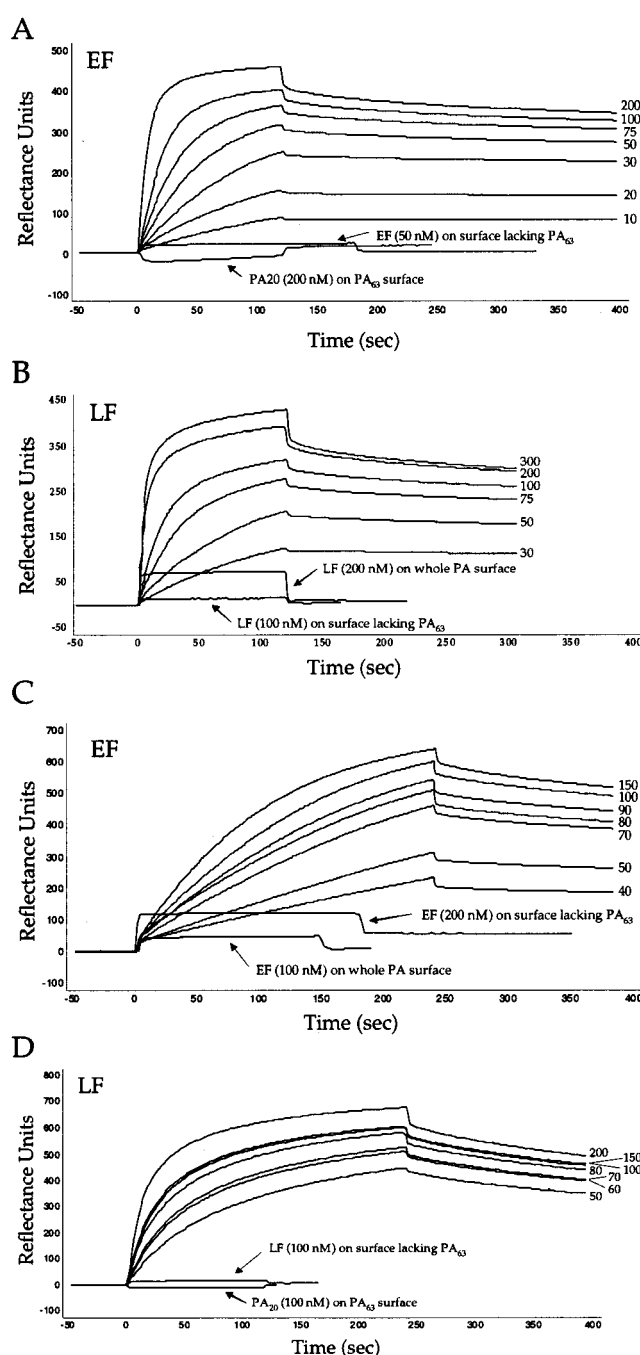 A
EF
Reflectance Units
500
400
300
200
100
0
-100
200
100
75
50
30
20
10
EF (50 nM) on surface lacking PA63
PA20 (200 nM) on PA63 surface
-50 0 50 100 150 200 250 300 350 400
Time (sec)
B
LF
Reflectance Units
450
350
250
150
50
-50
300
200
100
75
50
30
LF (200 nM) on whole PA surface
LF (100 nM) on surface lacking PA63
-50 0 50 100 150 200 250 300 350 400
Time (sec)
C
EF
Reflectance Units
700
600
500
400
300
200
100
0
-100
150
100
90
80
70
50
40
EF (200 nM) on surface lacking PA63
EF (100 nM) on whole PA surface
-50 0 50 100 150 200 250 300 350 400
Time (sec)
D
LF
Reflectance Units
800
700
600
500
400
300
200
100
0
-100
200
150
100
80
70
60
50
LF (100 nM) on surface lacking PA63
PA20 (100 nM) on PA63 surface
-50 0 50 100 150 200 250 300 350 400
Time (sec)